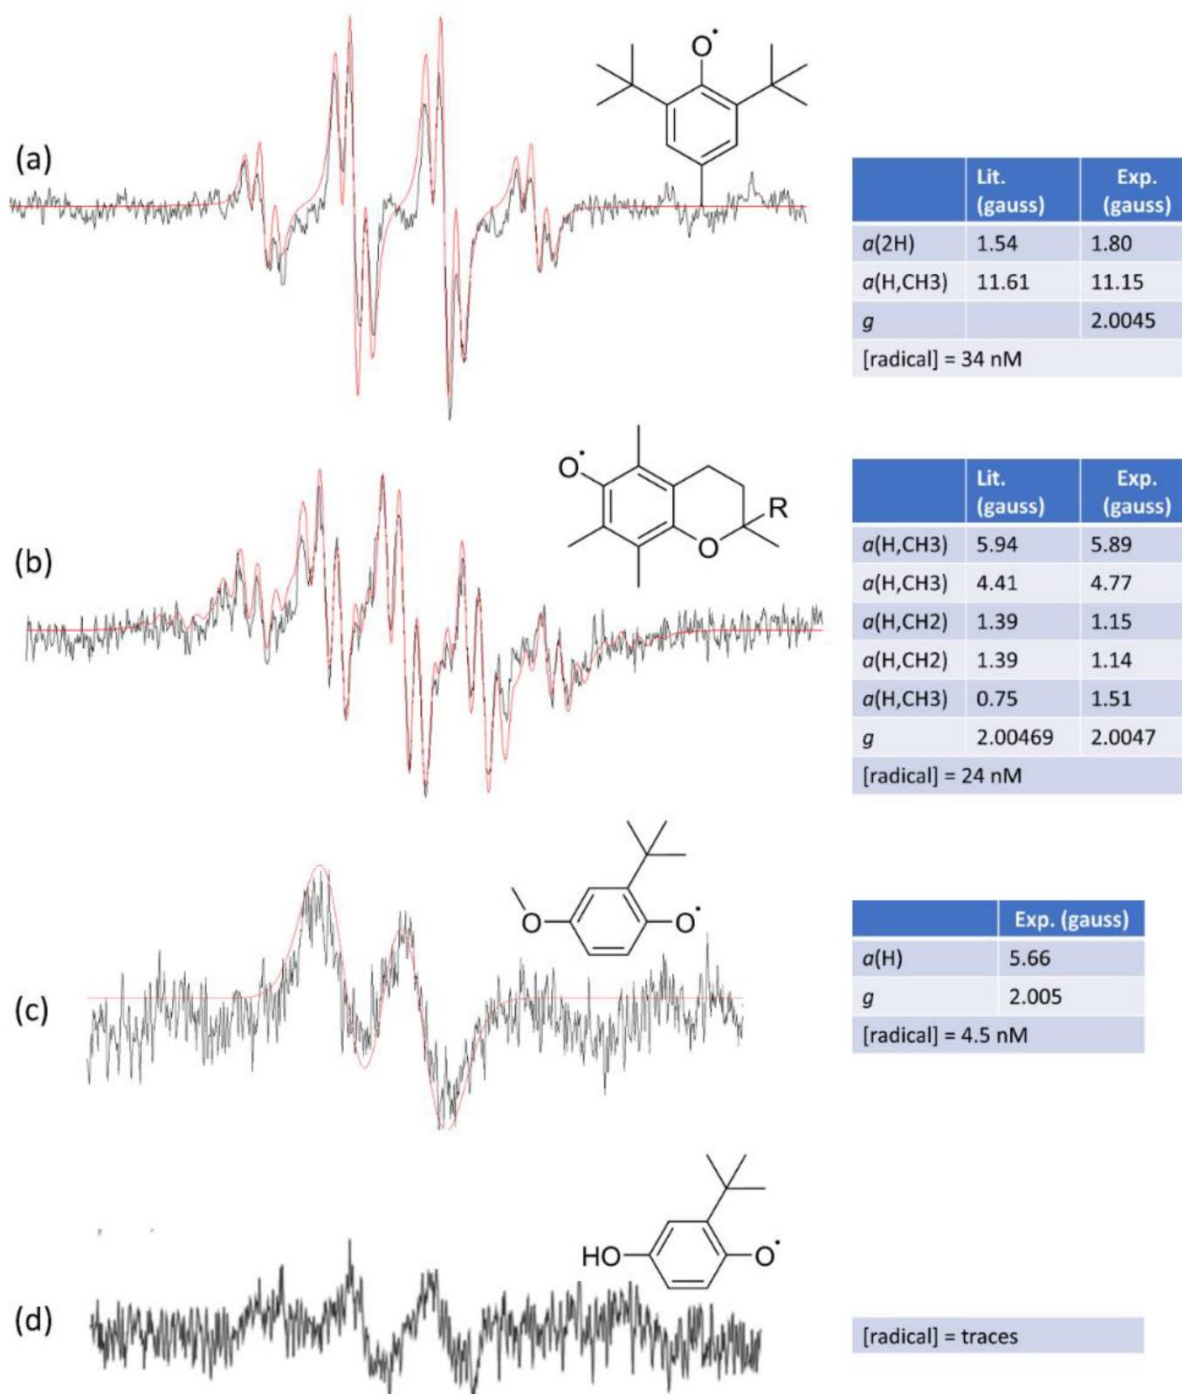 O•
(a)
Lit. (gauss) Exp. (gauss)
a(2H) 1.54 1.80
a(H,CH3) 11.61 11.15
g 2.0045
[radical] = 34 nM
O•
R
O
(b)
Lit. (gauss) Exp. (gauss)
a(H,CH3) 5.94 5.89
a(H,CH3) 4.41 4.77
a(H,CH2) 1.39 1.15
a(H,CH2) 1.39 1.14
a(H,CH3) 0.75 1.51
g 2.00469 2.0047
[radical] = 24 nM
O O•
(c)
Exp. (gauss)
a(H) 5.66
g 2.005
[radical] = 4.5 nM
HO O•
(d)
[radical] = traces